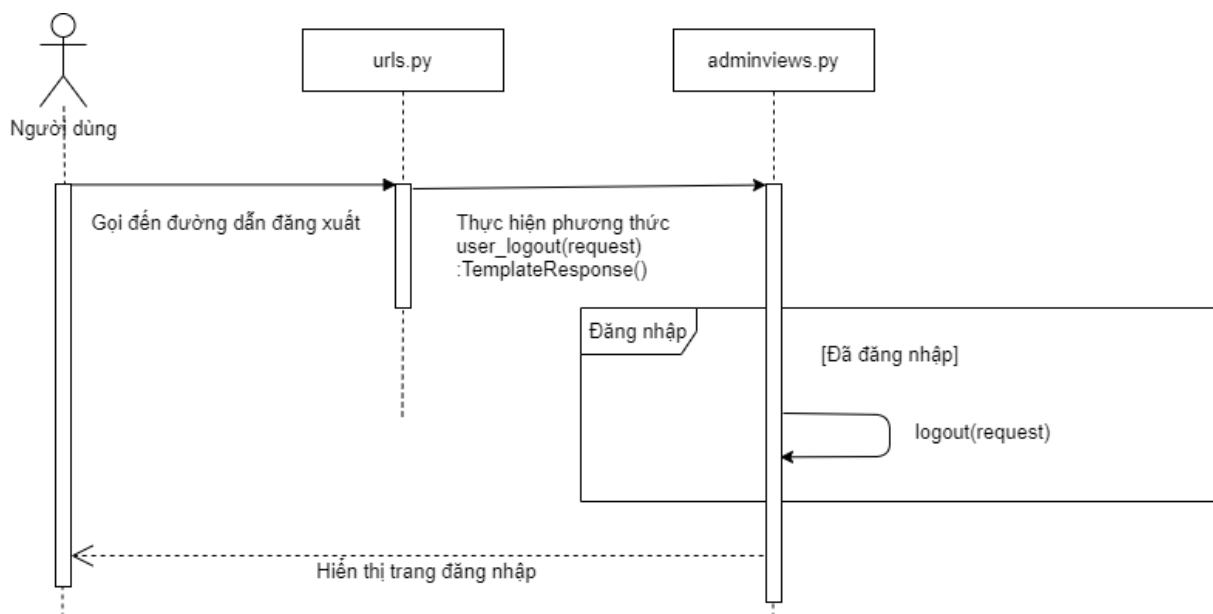 urls.py
adminviews.py
Người dùng
Gọi đến đường dẫn đăng xuất
Thực hiện phương thức
user_logout(request)
:TemplateResponse()
Đăng nhập
[Đã đăng nhập]
logout(request)
Hiển thị trang đăng nhập